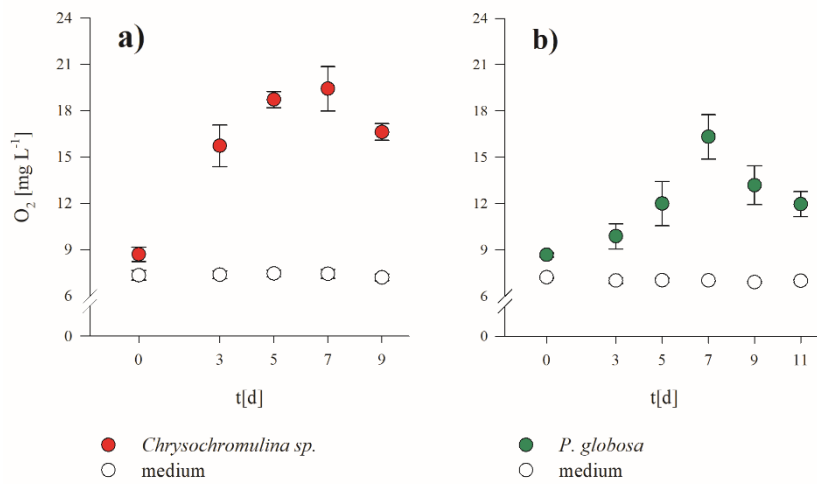 a)
24
21
18
15
12
9
6
0
O₂ [mg L⁻¹]
0 3 5 7 9
t[d]
Chrysochromulina sp.
medium
b)
24
21
18
15
12
9
6
0
0 3 5 7 9 11
t[d]
P. globosa
medium